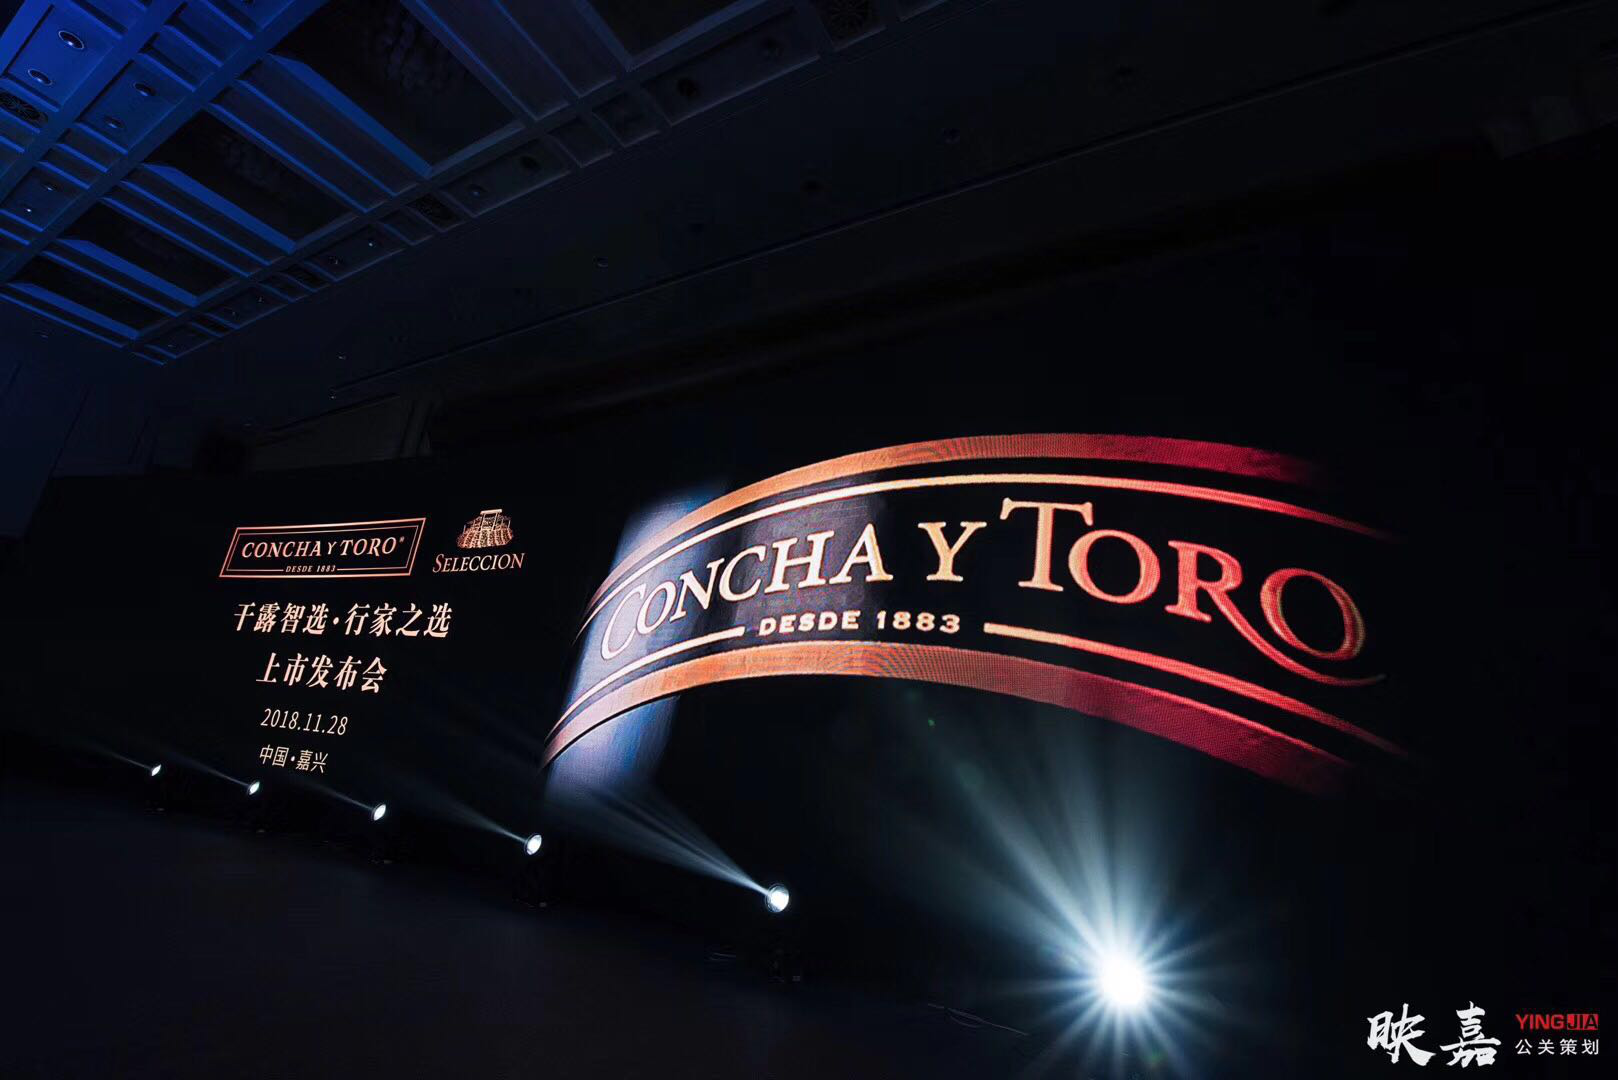 CONCHA Y TORO®
DESDE 1883
SELECCION
干露智选·行家之选
上市发布会
2018.11.28
中国·嘉兴
CONCHA Y TORO
DESDE 1883
映嘉
YINGJIA
公关策划